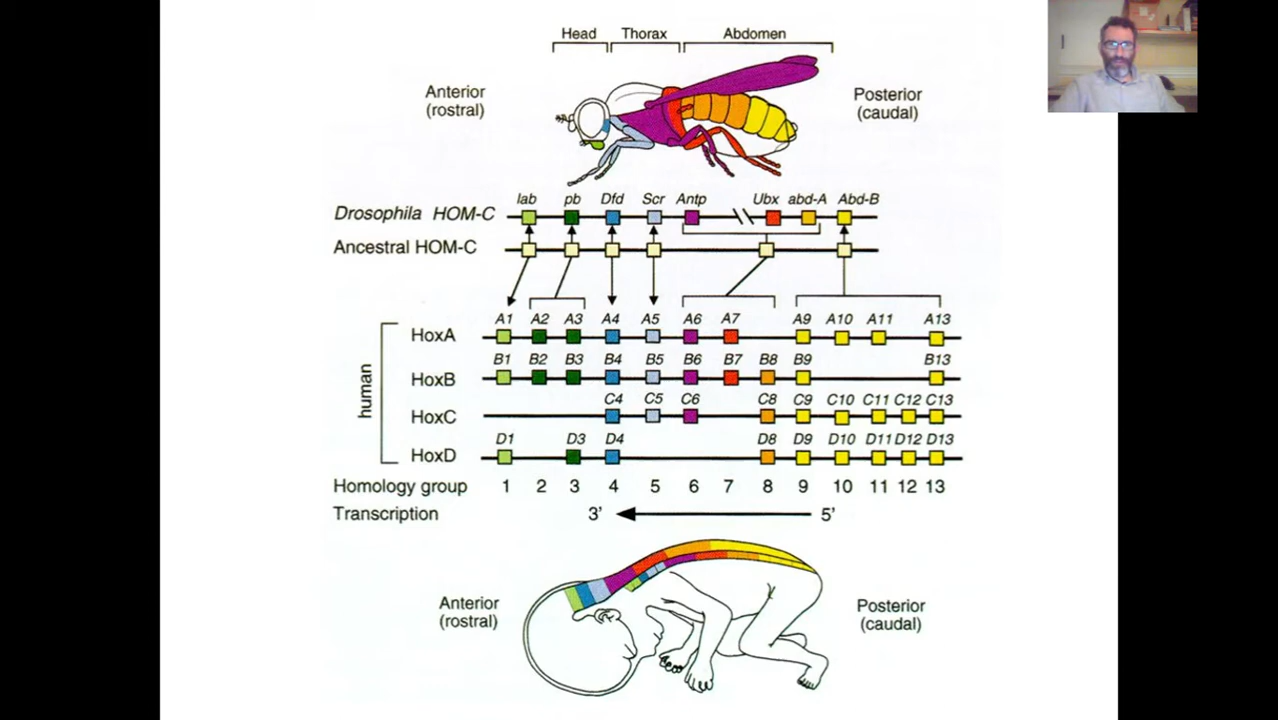 Head Thorax Abdomen
Anterior
(rostral)
Posterior
(caudal)
lab pb Dfd Scr Antp Ubx abd-A Abd-B
Drosophila HOM-C
Ancestral HOM-C
A1 A2 A3 A4 A5 A6 A7 A9 A10 A11 A13
HoxA
B1 B2 B3 B4 B5 B6 B7 B8 B9 B13
HoxB
C4 C5 C6 C8 C9 C10 C11 C12 C13
HoxC
D1 D3 D4 D8 D9 D10 D11 D12 D13
HoxD
human
Homology group 1 2 3 4 5 6 7 8 9 10 11 12 13
Transcription 3' 5'
Anterior
(rostral)
Posterior
(caudal)